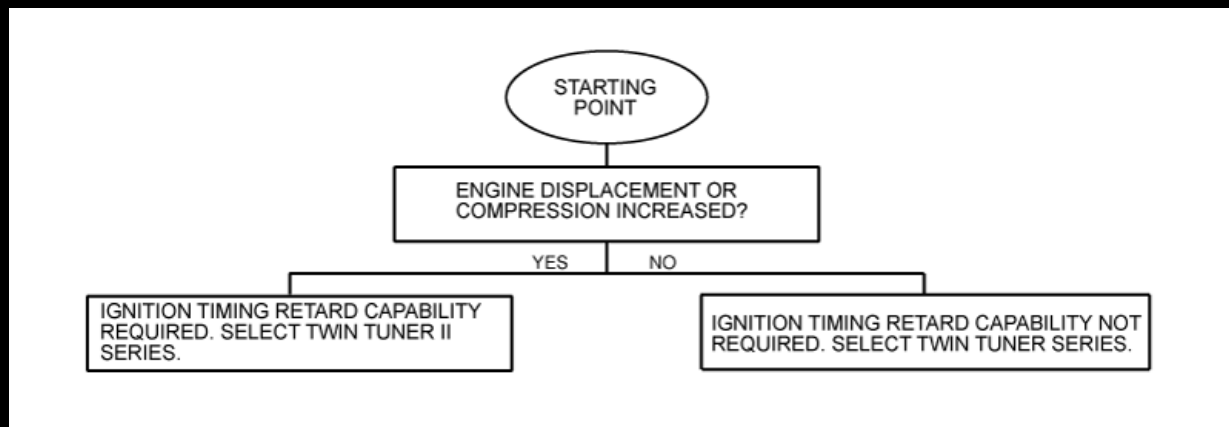 STARTING
POINT
ENGINE DISPLACEMENT OR
COMPRESSION INCREASED?
YES
NO
IGNITION TIMING RETARD CAPABILITY
REQUIRED. SELECT TWIN TUNER II
SERIES.
IGNITION TIMING RETARD CAPABILITY NOT
REQUIRED. SELECT TWIN TUNER SERIES.